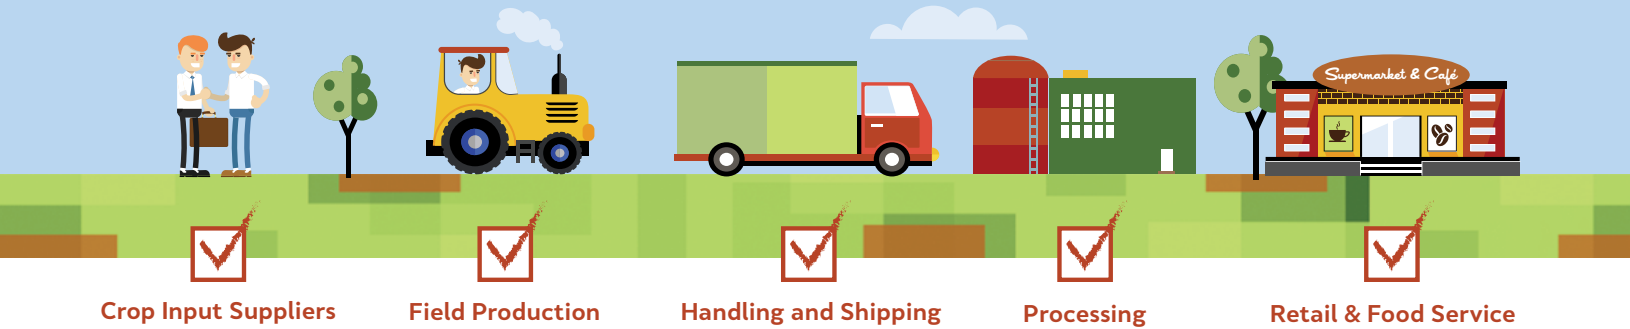 Supermarket & Café
Crop Input Suppliers
Field Production
Handling and Shipping
Processing
Retail & Food Service